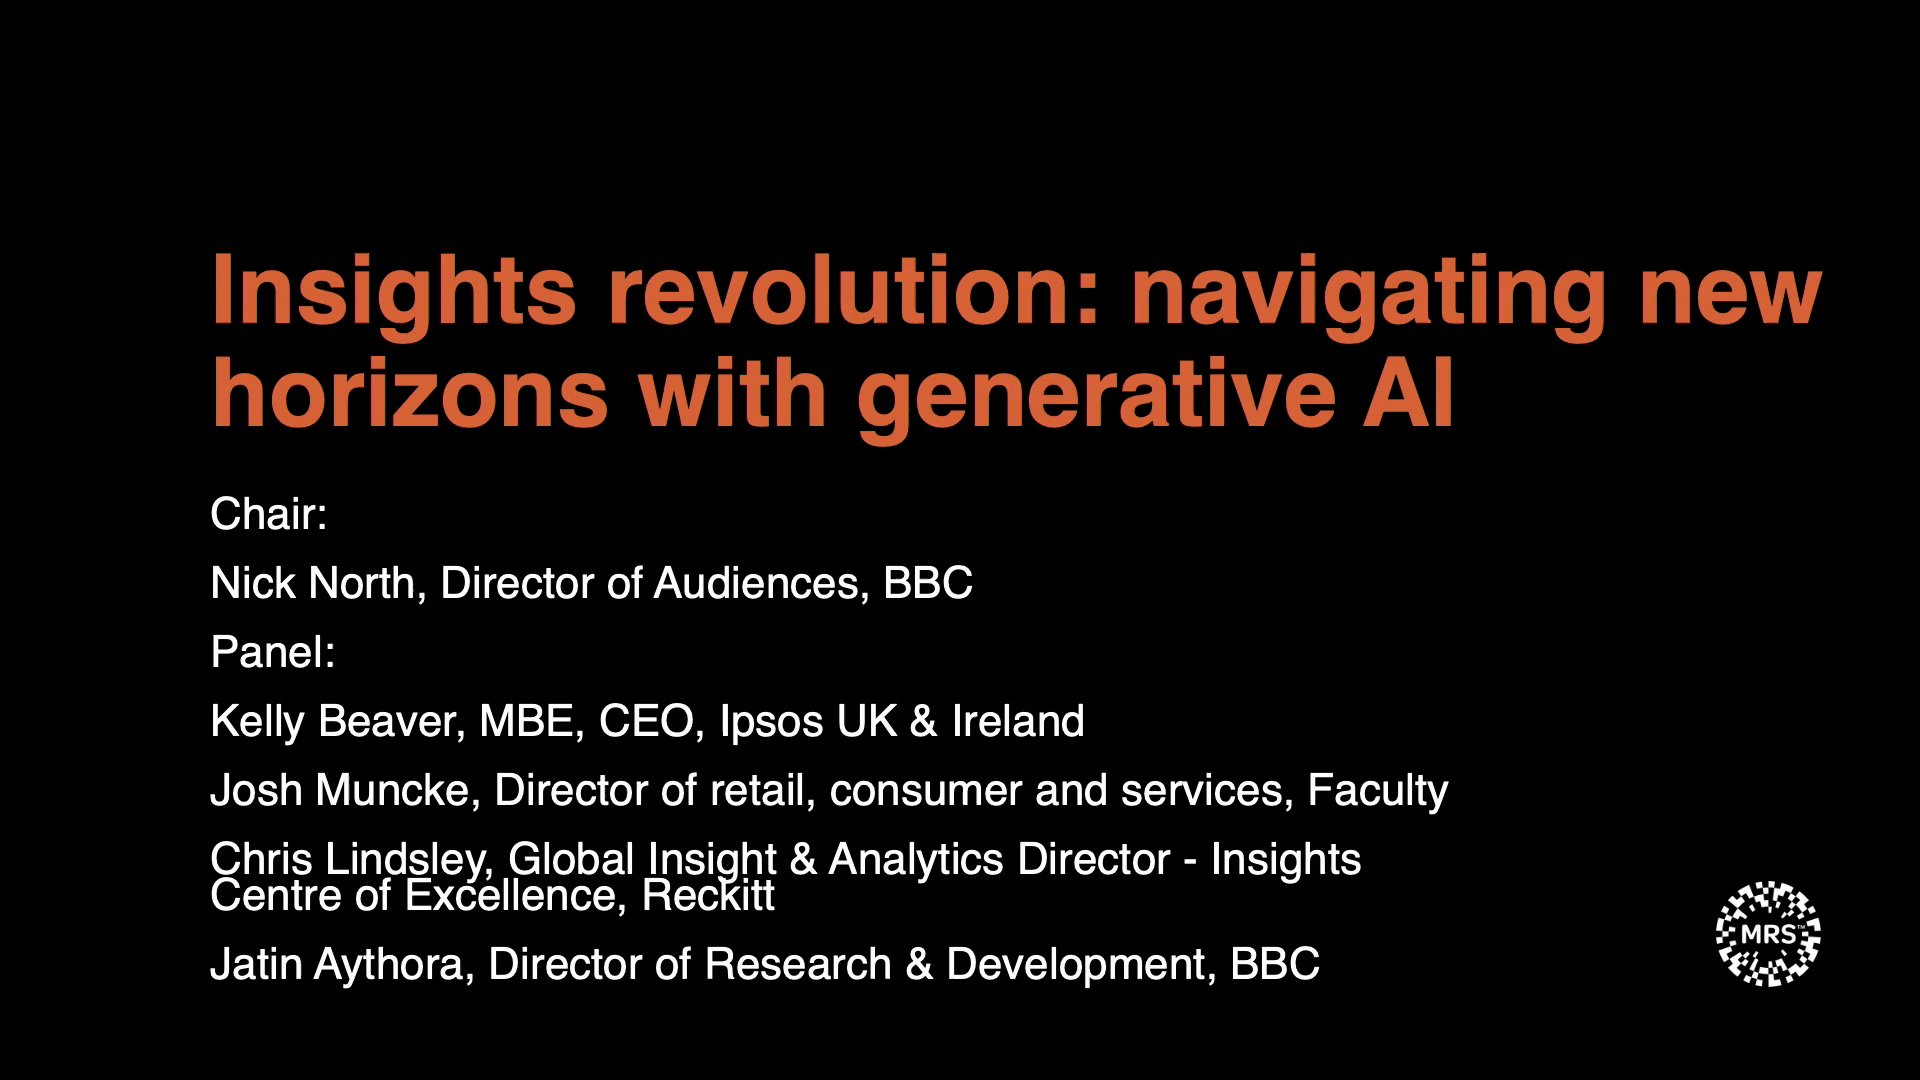 Insights revolution: navigating new
horizons with generative AI
Chair:
Nick North, Director of Audiences, BBC
Panel:
Kelly Beaver, MBE, CEO, Ipsos UK & Ireland
Josh Muncke, Director of retail, consumer and services, Faculty
Chris Lindsley, Global Insight & Analytics Director - Insights
Centre of Excellence, Reckitt
Jatin Aythora, Director of Research & Development, BBC
MRS™